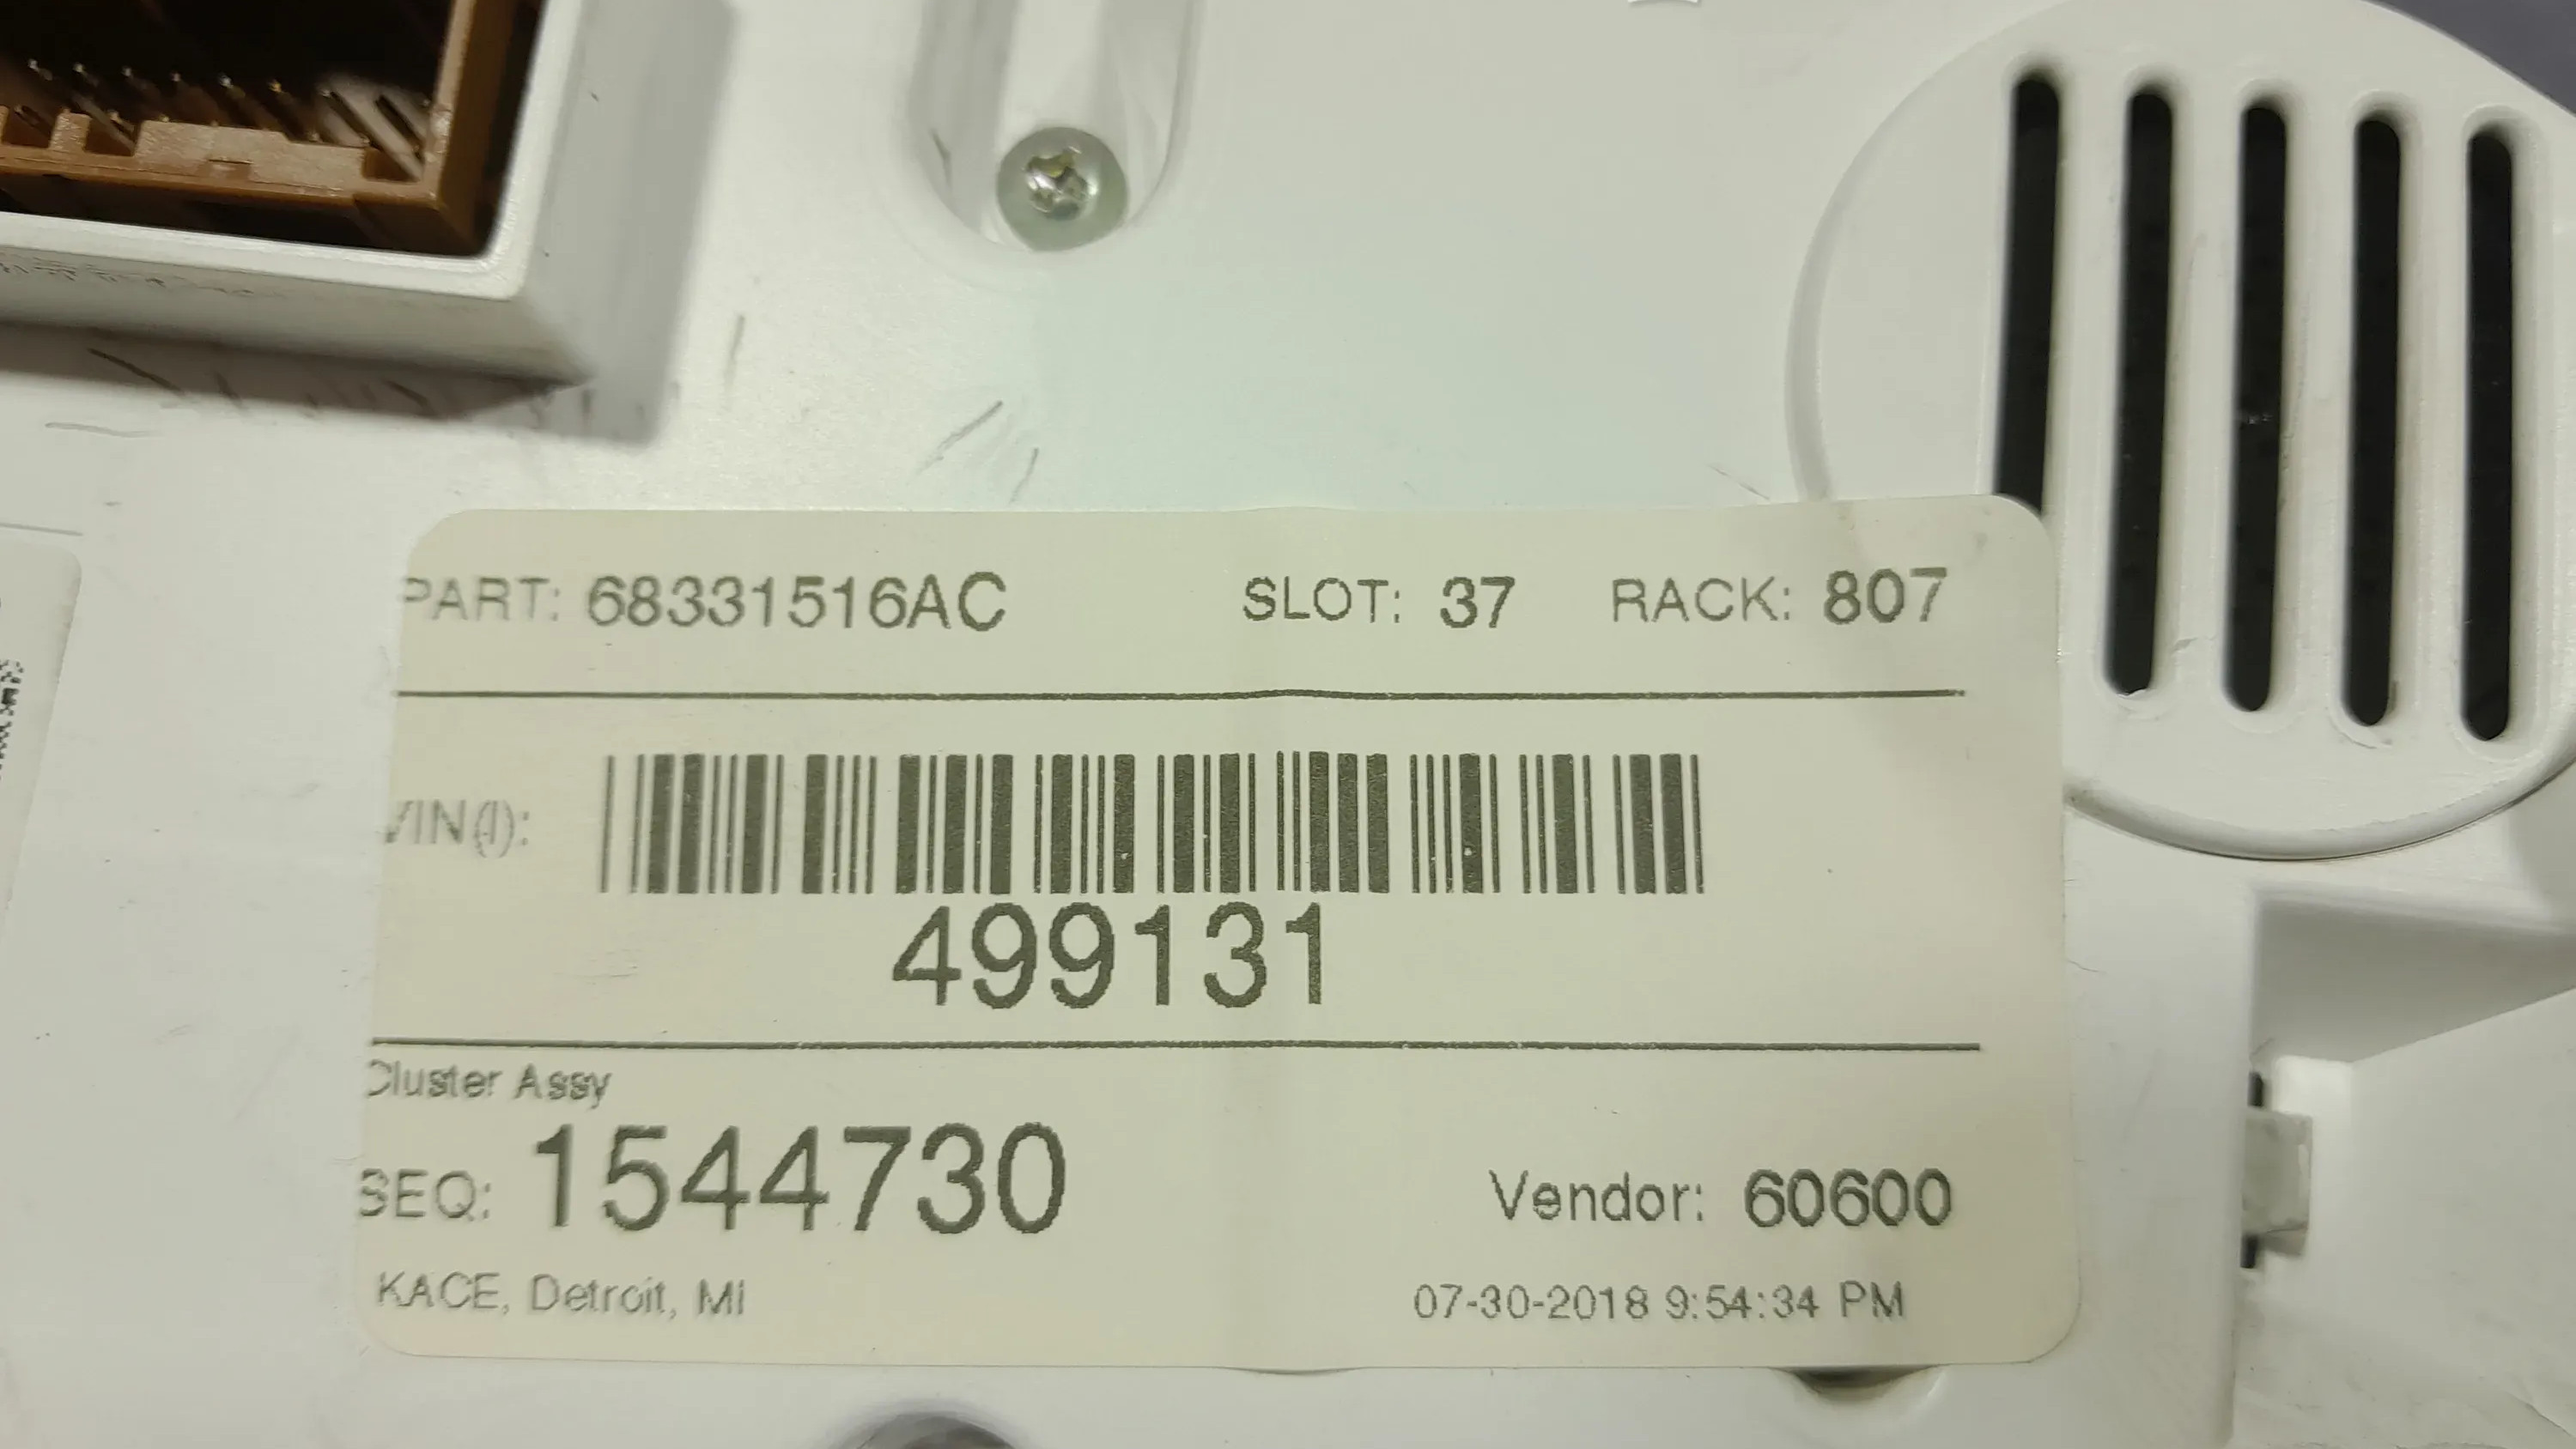 PART: 68331516AC SLOT: 37 RACK: 807
VIN(I):
499131
Cluster Assy
SEQ: 1544730 Vendor: 60600
KACE, Detroit, MI 07-30-2018 9:54:34 PM